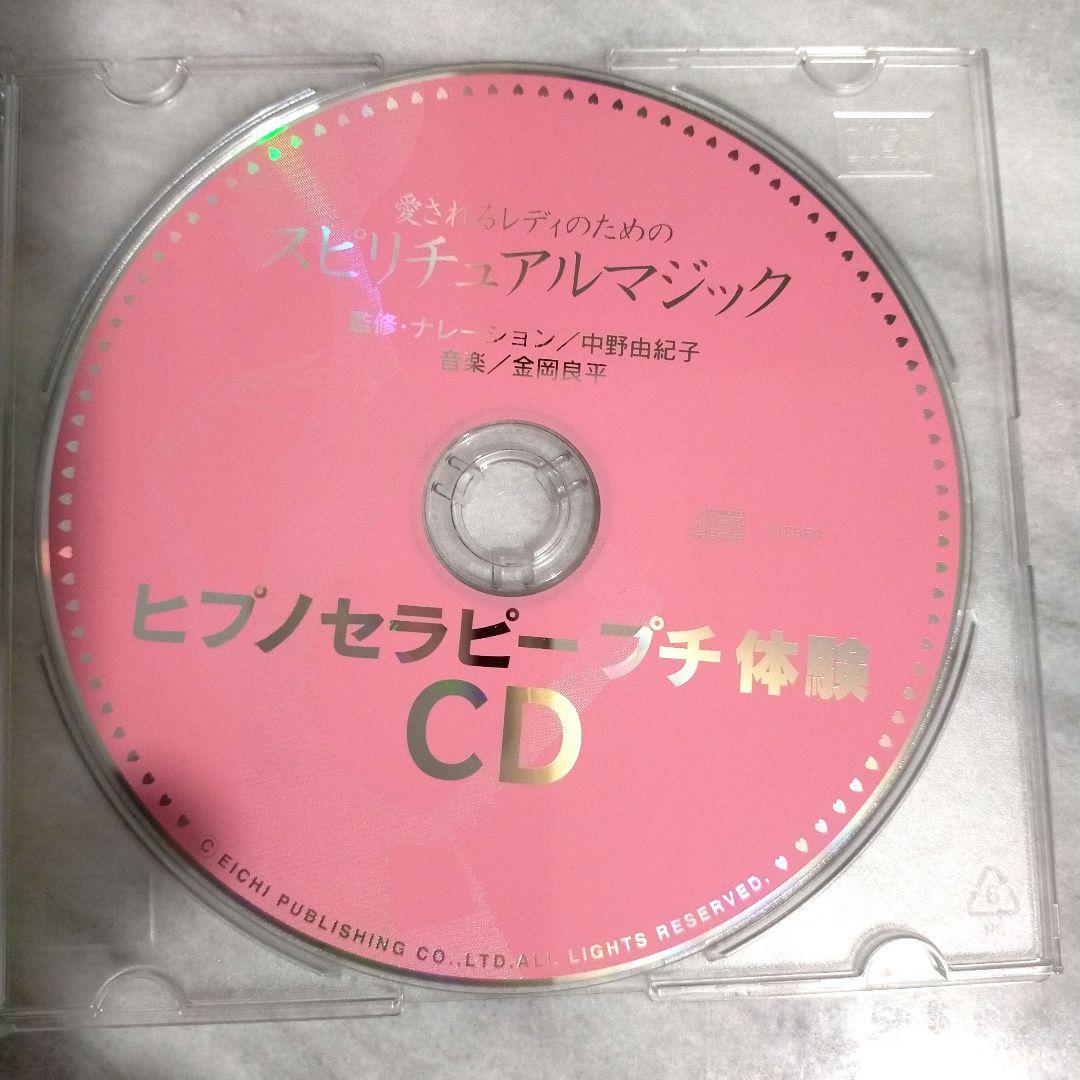 愛されるレディのための
スピリチュアルマジック
監修・ナレーション／中野由紀子
音楽／金岡良平
STEREO
ヒプノセラピー プチ 体験
CD
© EICHI PUBLISHING CO.,LTD.ALL LIGHTS RESERVED.
6
PS